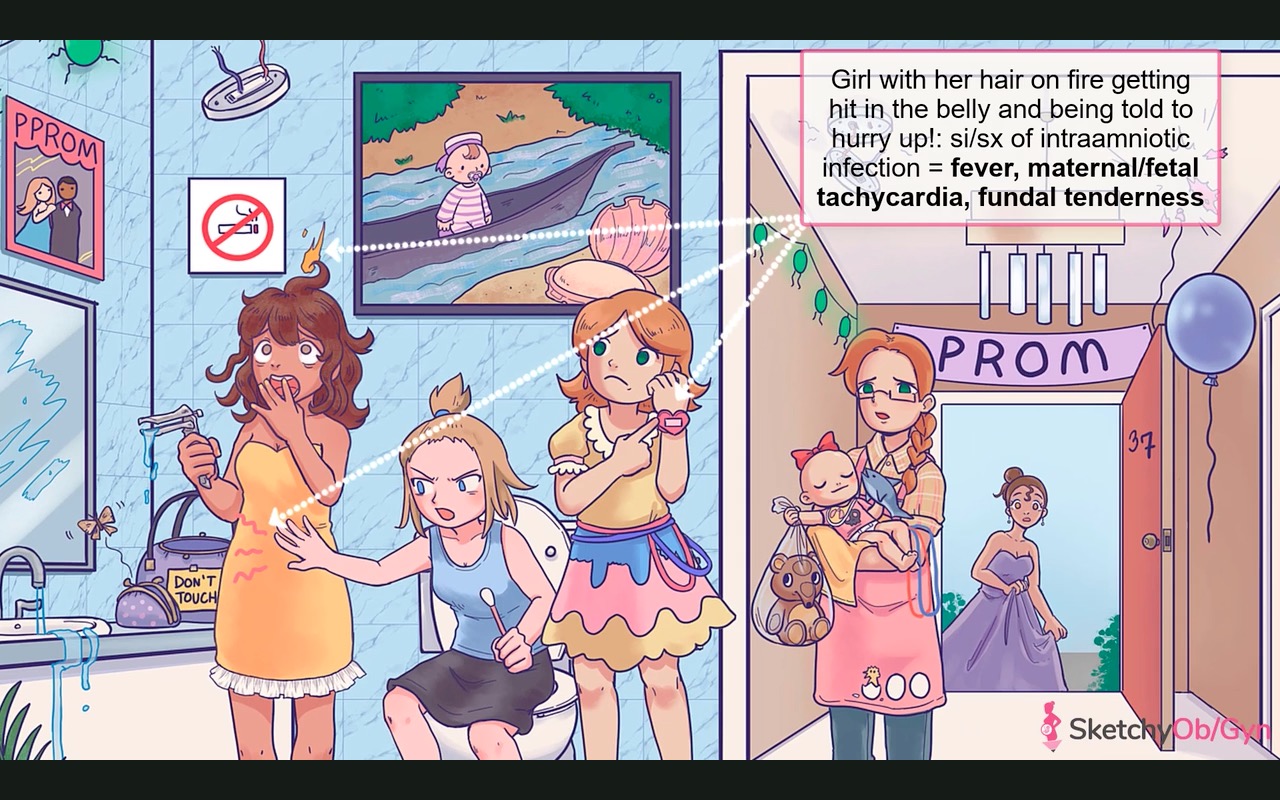 Girl with her hair on fire getting
hit in the belly and being told to
hurry up!: si/sx of intraamniotic
infection = fever, maternal/fetal
tachycardia, fundal tenderness
PPROM
PROM
37
DON'T
TOUCH
SketchyOb/Gyn